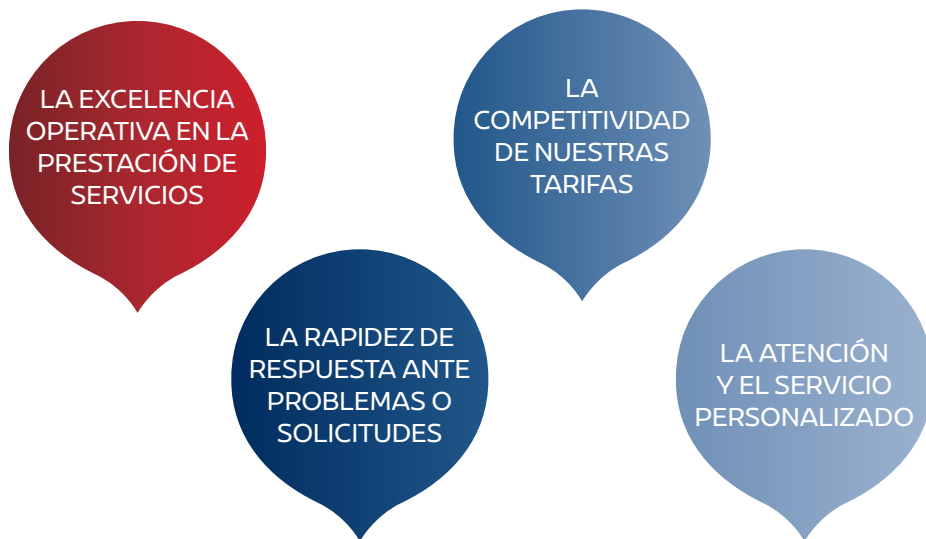 LA EXCELENCIA
OPERATIVA EN LA
PRESTACIÓN DE
SERVICIOS
LA RAPIDEZ DE
RESPUESTA ANTE
PROBLEMAS O
SOLICITUDES
LA
COMPETITIVIDAD
DE NUESTRAS
TARIFAS
LA ATENCIÓN
Y EL SERVICIO
PERSONALIZADO